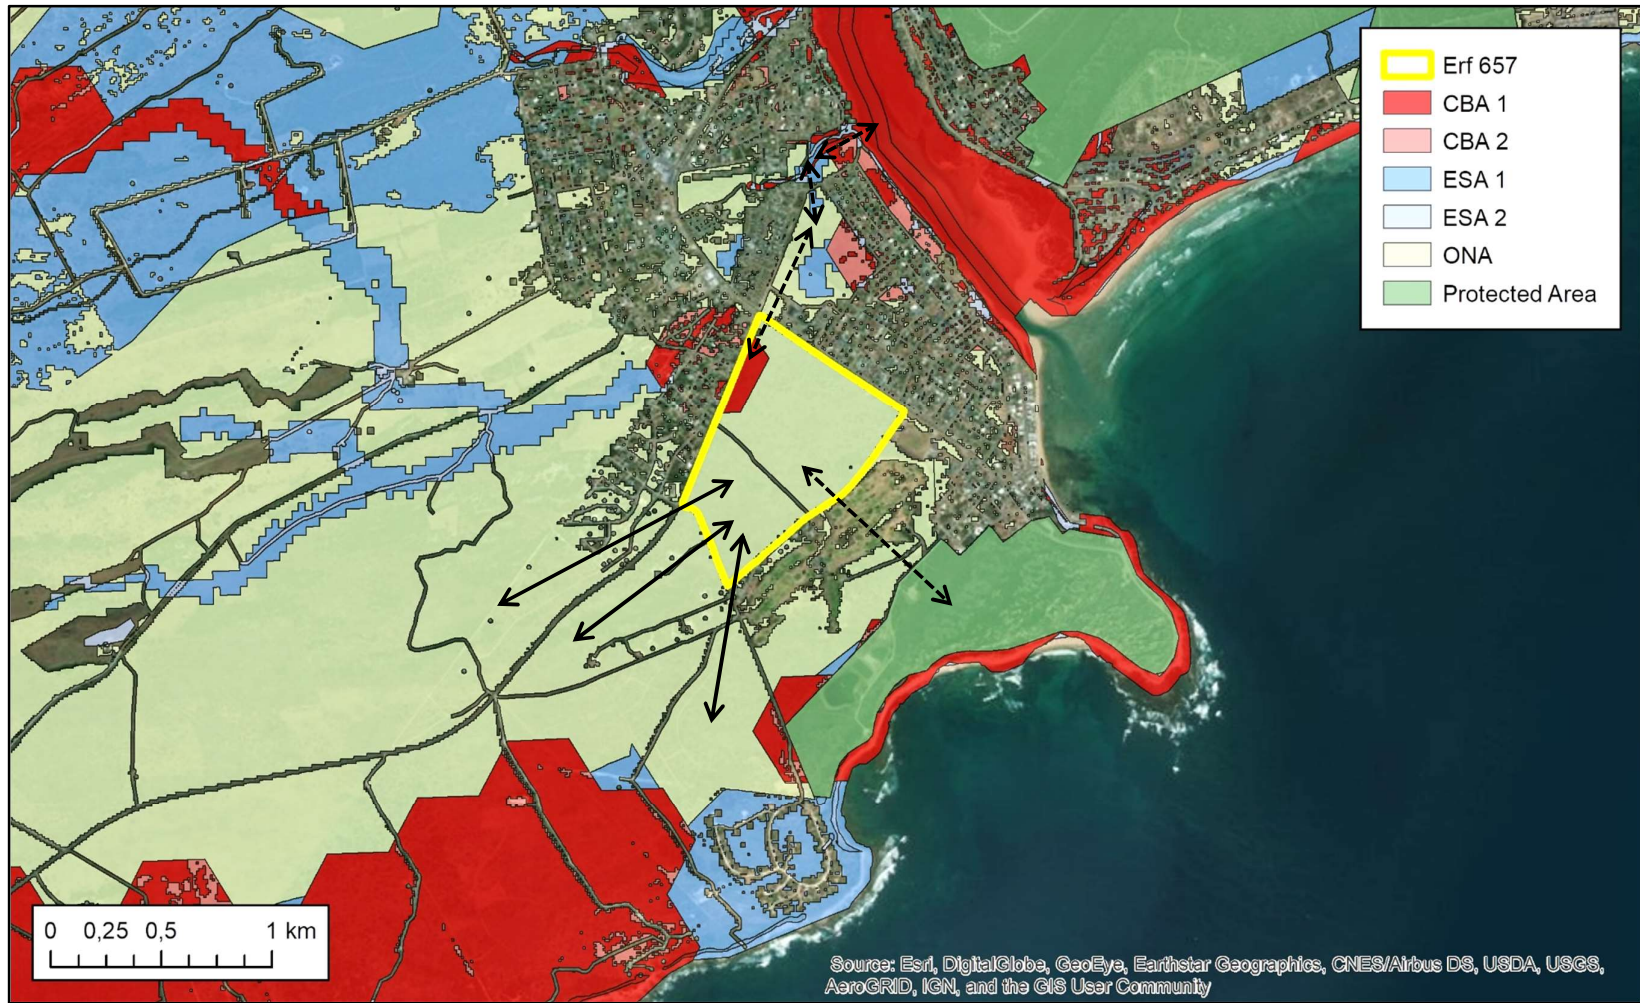 Erf 657
CBA 1
CBA 2
ESA 1
ESA 2
ONA
Protected Area
0 0,25 0,5 1 km
Source: Esri, DigitalGlobe, GeoEye, Earthstar Geographics, CNES/Airbus DS, USDA, USGS,
AeroGRID, IGN, and the GIS User Community